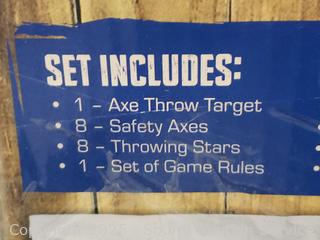 SET INCLUDES:
• 1 – Axe Throw Target
• 8 – Safety Axes
• 8 – Throwing Stars
• 1 – Set of Game Rules